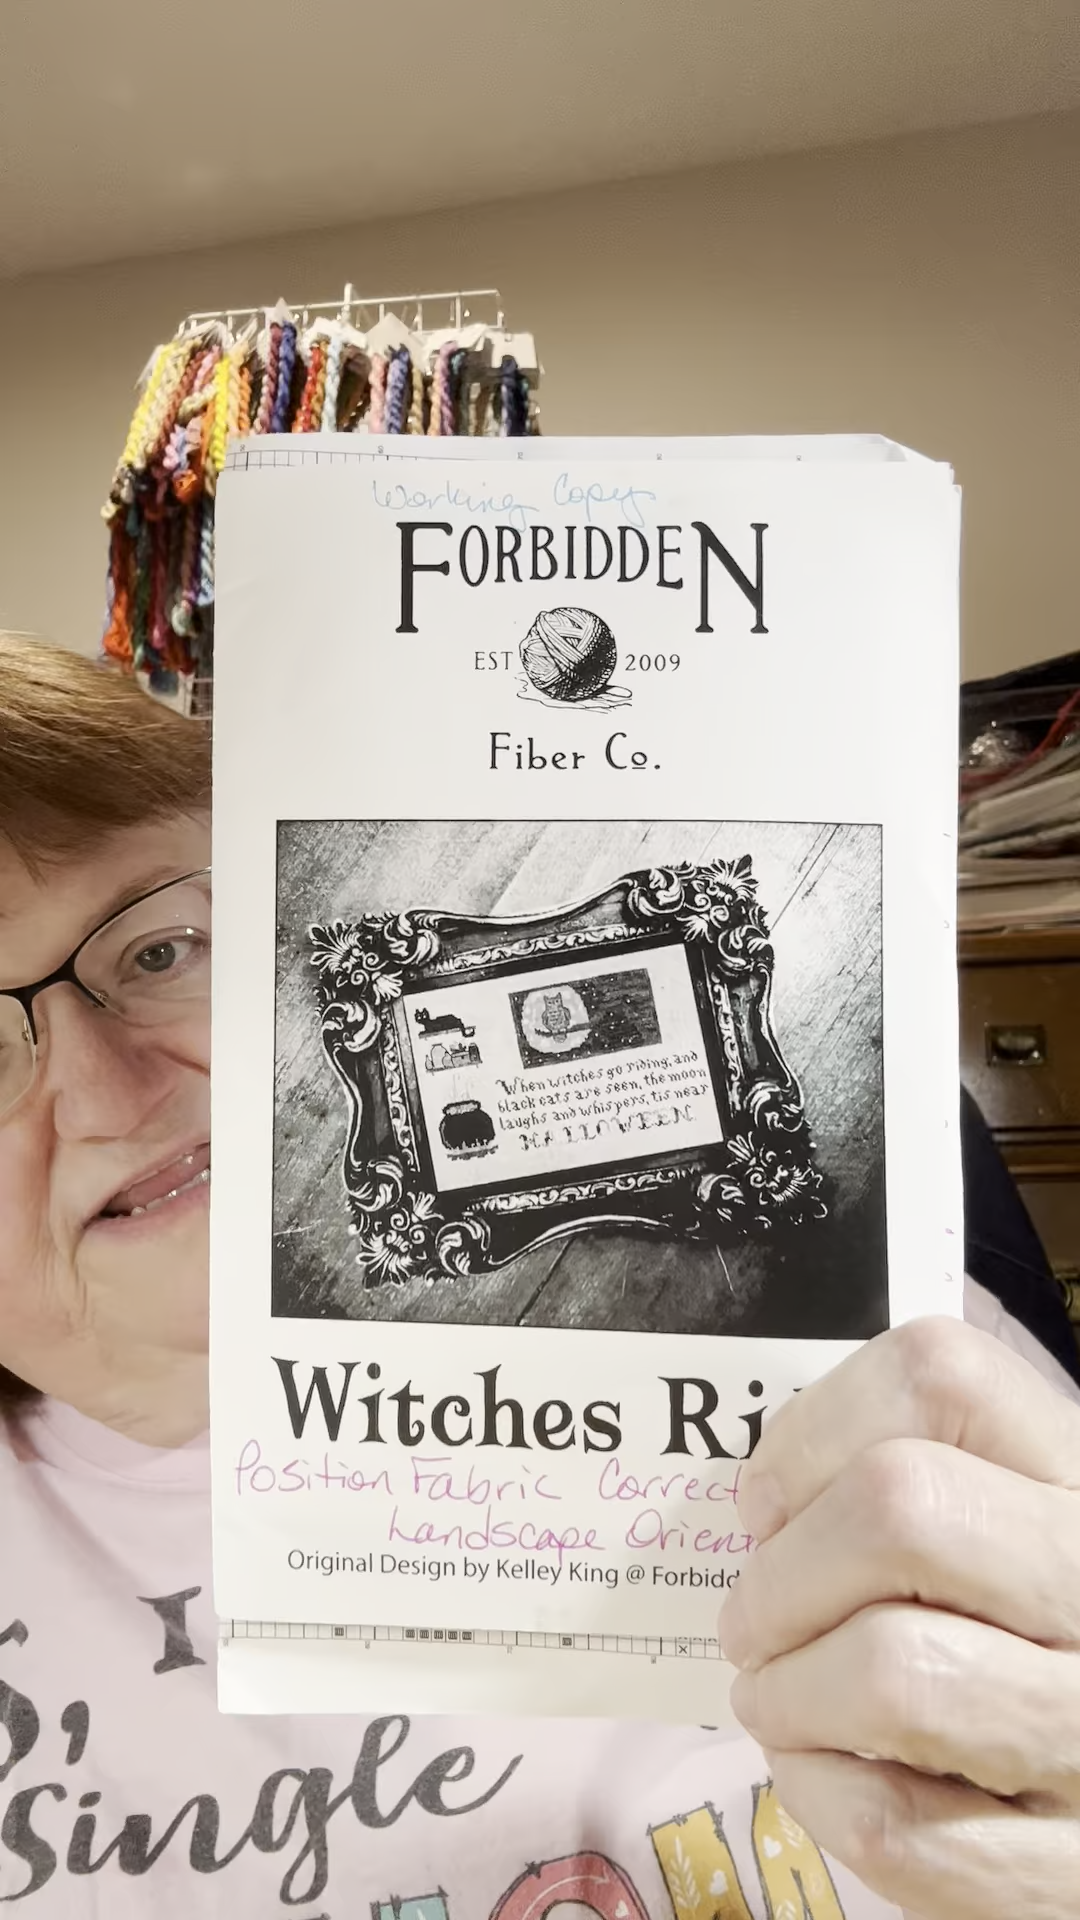 Working Copy
FORBIDDEN
EST 2009
Fiber Co.
When witches go riding, and
black cats are seen, the moon
laughs and whispers, tis near
HALLOWEEN
Witches Ri
Position Fabric Correct
Landscape Orient
Original Design by Kelley King @ Forbidd
I
S,
Single